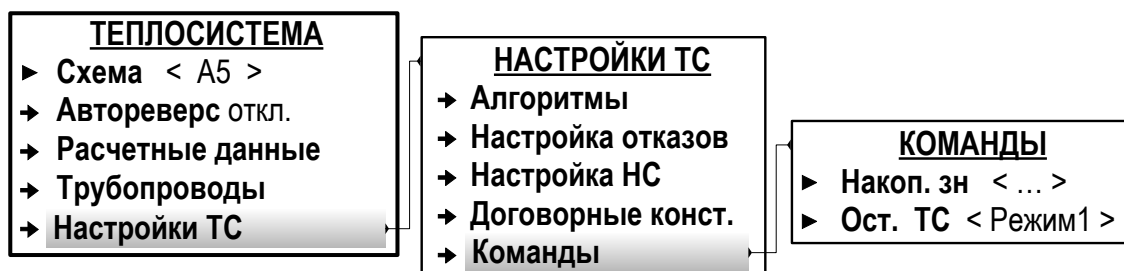 ТЕПЛОСИСТЕМА
► Схема < А5 >
➔ Автореверс откл.
➔ Расчетные данные
➔ Трубопроводы
➔ Настройки ТС
НАСТРОЙКИ ТС
➔ Алгоритмы
➔ Настройка отказов
➔ Настройка НС
➔ Договорные конст.
➔ Команды
КОМАНДЫ
► Накоп. зн < ... >
► Ост. ТС < Режим1 >